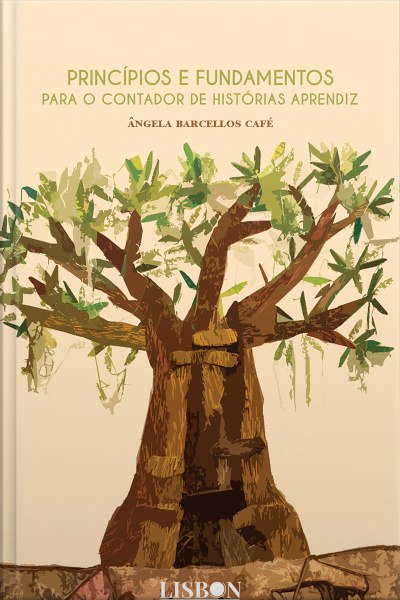 PRINCÍPIOS E FUNDAMENTOS
PARA O CONTADOR DE HISTÓRIAS APRENDIZ
ÂNGELA BARCELLOS CAFÉ
LISBON